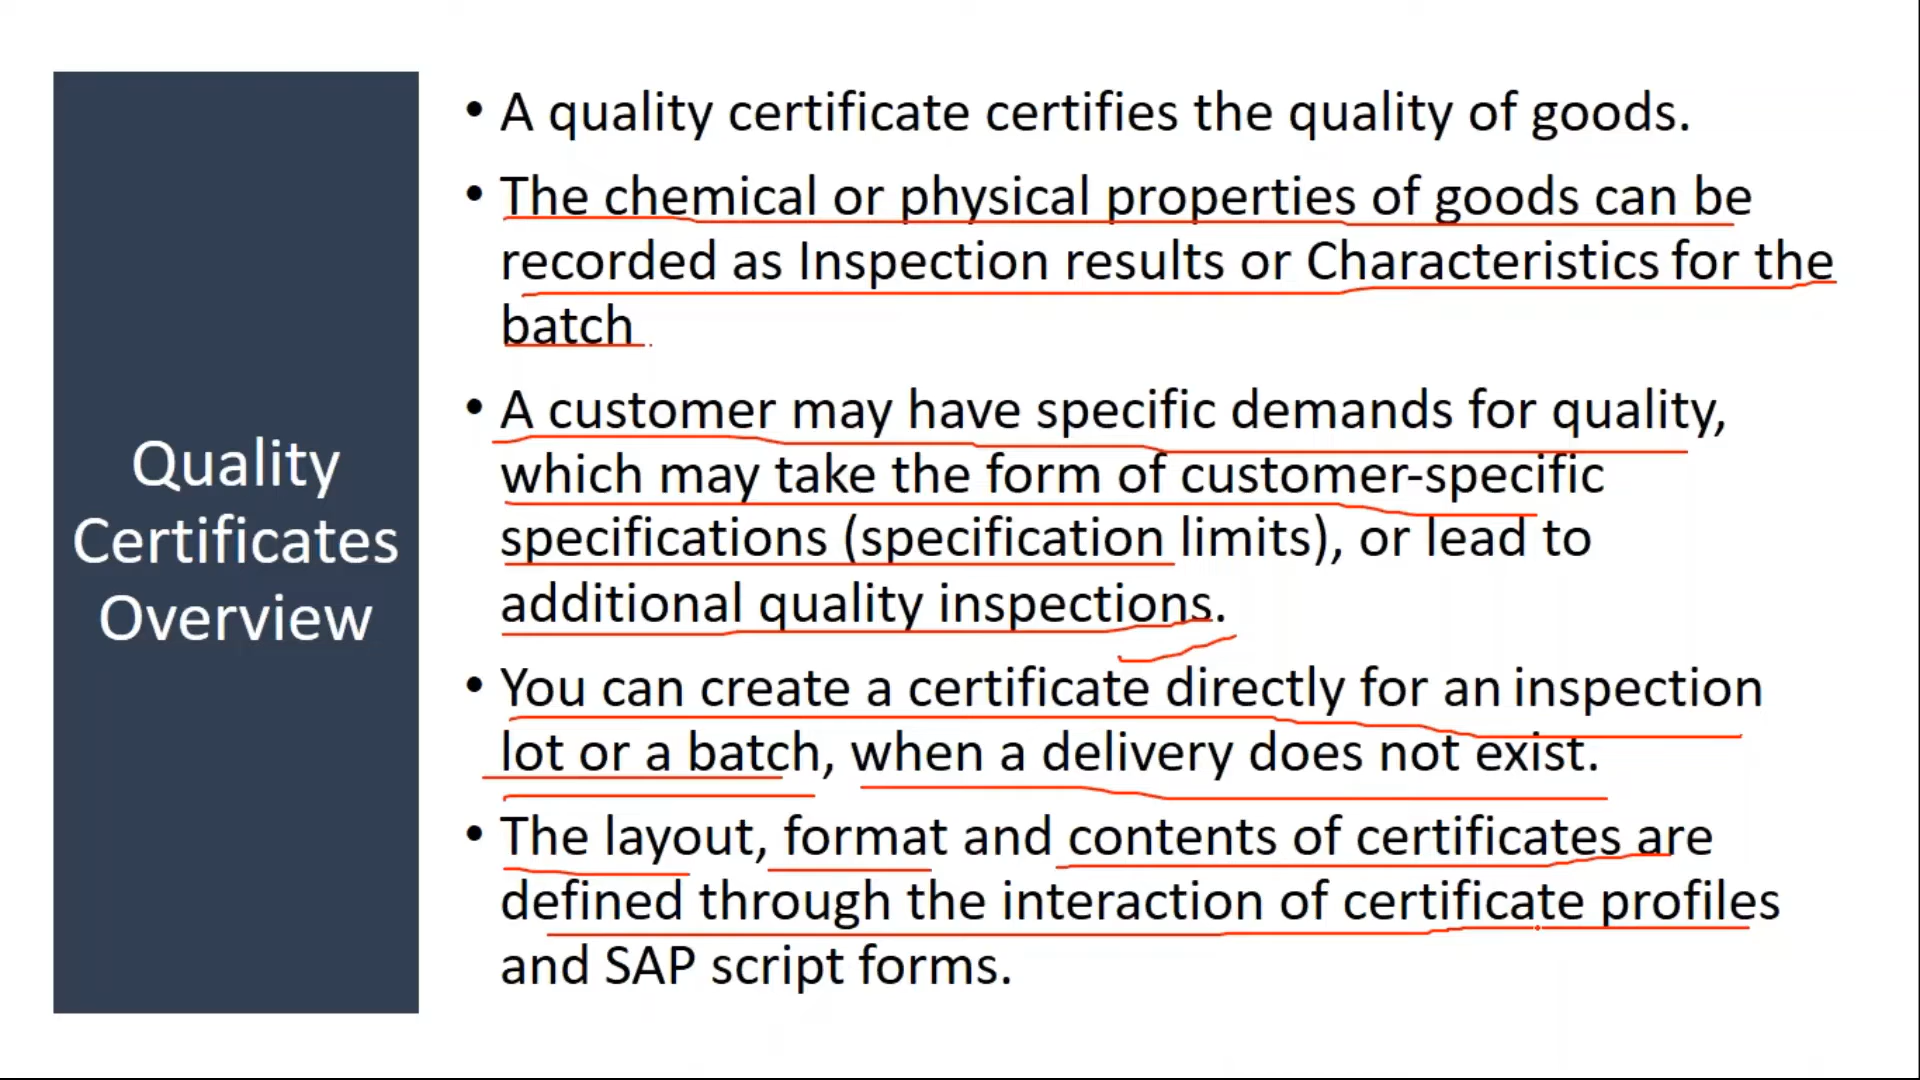 Quality
Certificates
Overview
• A quality certificate certifies the quality of goods.
• The chemical or physical properties of goods can be
recorded as Inspection results or Characteristics for the
batch
• A customer may have specific demands for quality,
which may take the form of customer-specific
specifications (specification limits), or lead to
additional quality inspections.
• You can create a certificate directly for an inspection
lot or a batch, when a delivery does not exist.
• The layout, format and contents of certificates are
defined through the interaction of certificate profiles
and SAP script forms.